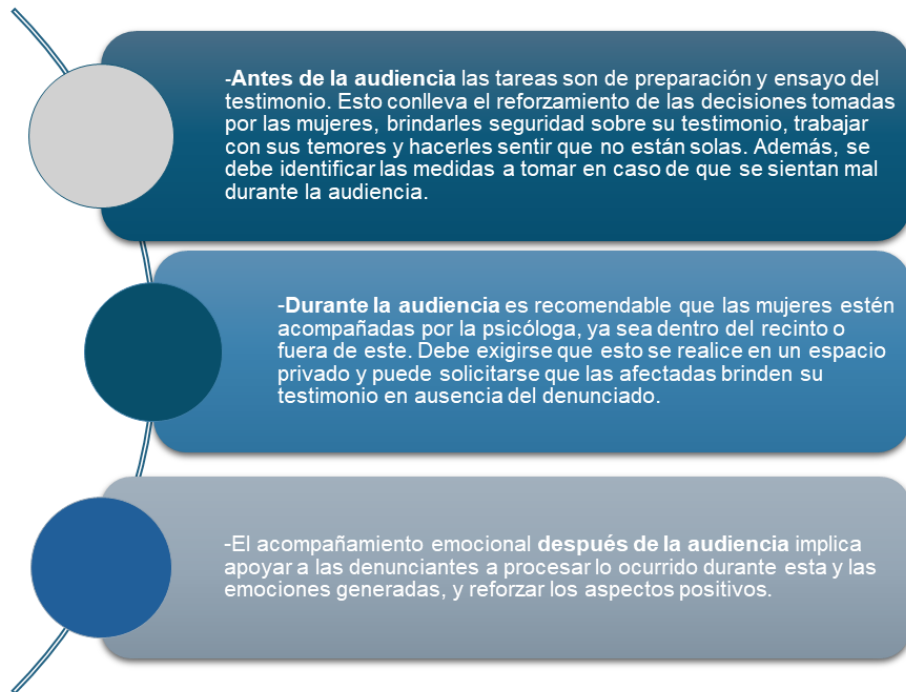 -Antes de la audiencia las tareas son de preparación y ensayo del
testimonio. Esto conlleva el reforzamiento de las decisiones tomadas
por las mujeres, brindarles seguridad sobre su testimonio, trabajar
con sus temores y hacerles sentir que no están solas. Además, se
debe identificar las medidas a tomar en caso de que se sientan mal
durante la audiencia.
-Durante la audiencia es recomendable que las mujeres estén
acompañadas por la psicóloga, ya sea dentro del recinto o
fuera de este. Debe exigirse que esto se realice en un espacio
privado y puede solicitarse que las afectadas brinden su
testimonio en ausencia del denunciado.
-El acompañamiento emocional después de la audiencia implica
apoyar a las denunciantes a procesar lo ocurrido durante esta y las
emociones generadas, y reforzar los aspectos positivos.